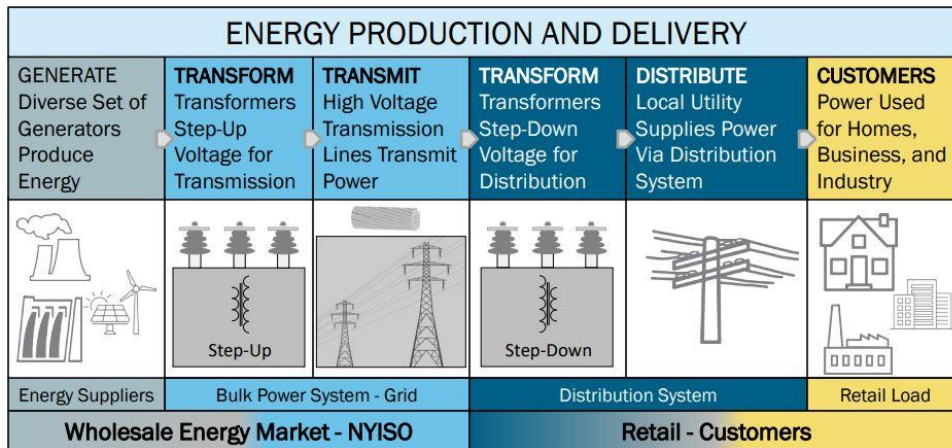 ENERGY PRODUCTION AND DELIVERY
GENERATE
Diverse Set of
Generators
Produce
Energy
TRANSFORM
Transformers
Step-Up
Voltage for
Transmission
TRANSMIT
High Voltage
Transmission
Lines Transmit
Power
TRANSFORM
Transformers
Step-Down
Voltage for
Distribution
DISTRIBUTE
Local Utility
Supplies Power
Via Distribution
System
CUSTOMERS
Power Used
for Homes,
Business, and
Industry
Step-Up
Step-Down
Energy Suppliers
Bulk Power System - Grid
Distribution System
Retail Load
Wholesale Energy Market - NYISO
Retail - Customers